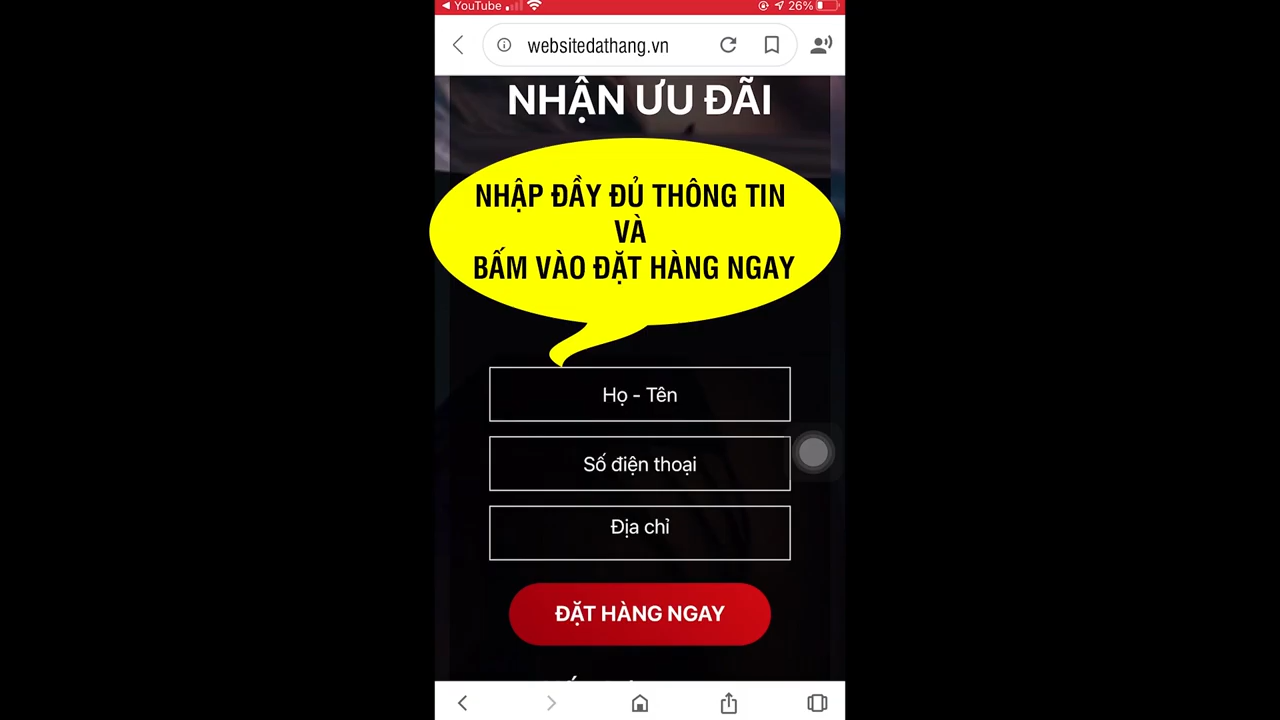 YouTube
26%
websitedathang.vn
NHẬN ƯU ĐÃI
NHẬP ĐẦY ĐỦ THÔNG TIN
VÀ
BẤM VÀO ĐẶT HÀNG NGAY
Họ - Tên
Số điện thoại
Địa chỉ
ĐẶT HÀNG NGAY